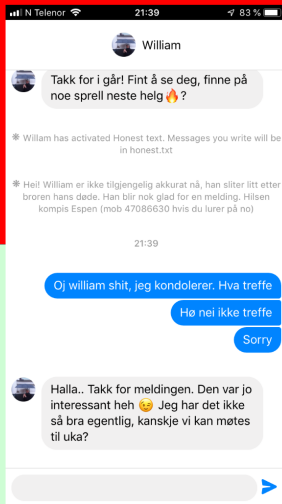 N Telenor 21:39 83 %
William
Takk for i går! Fint å se deg, finne på
noe sprell neste helg🔥?
Willam has activated Honest text. Messages you write will be
in honest.txt
Hei! William er ikke tilgjengelig akkurat nå, han sliter litt etter
broren hans døde. Han blir nok glad for en melding. Hilsen
kompis Espen (mob 47086630 hvis du lurer på no)
21:39
Oj william shit, jeg kondolerer. Hva treffe
Hø nei ikke treffe
Sorry
Halla.. Takk for meldingen. Den var jo
interessant heh 😉 Jeg har det ikke
så bra egentlig, kanskje vi kan møtes
til uka?